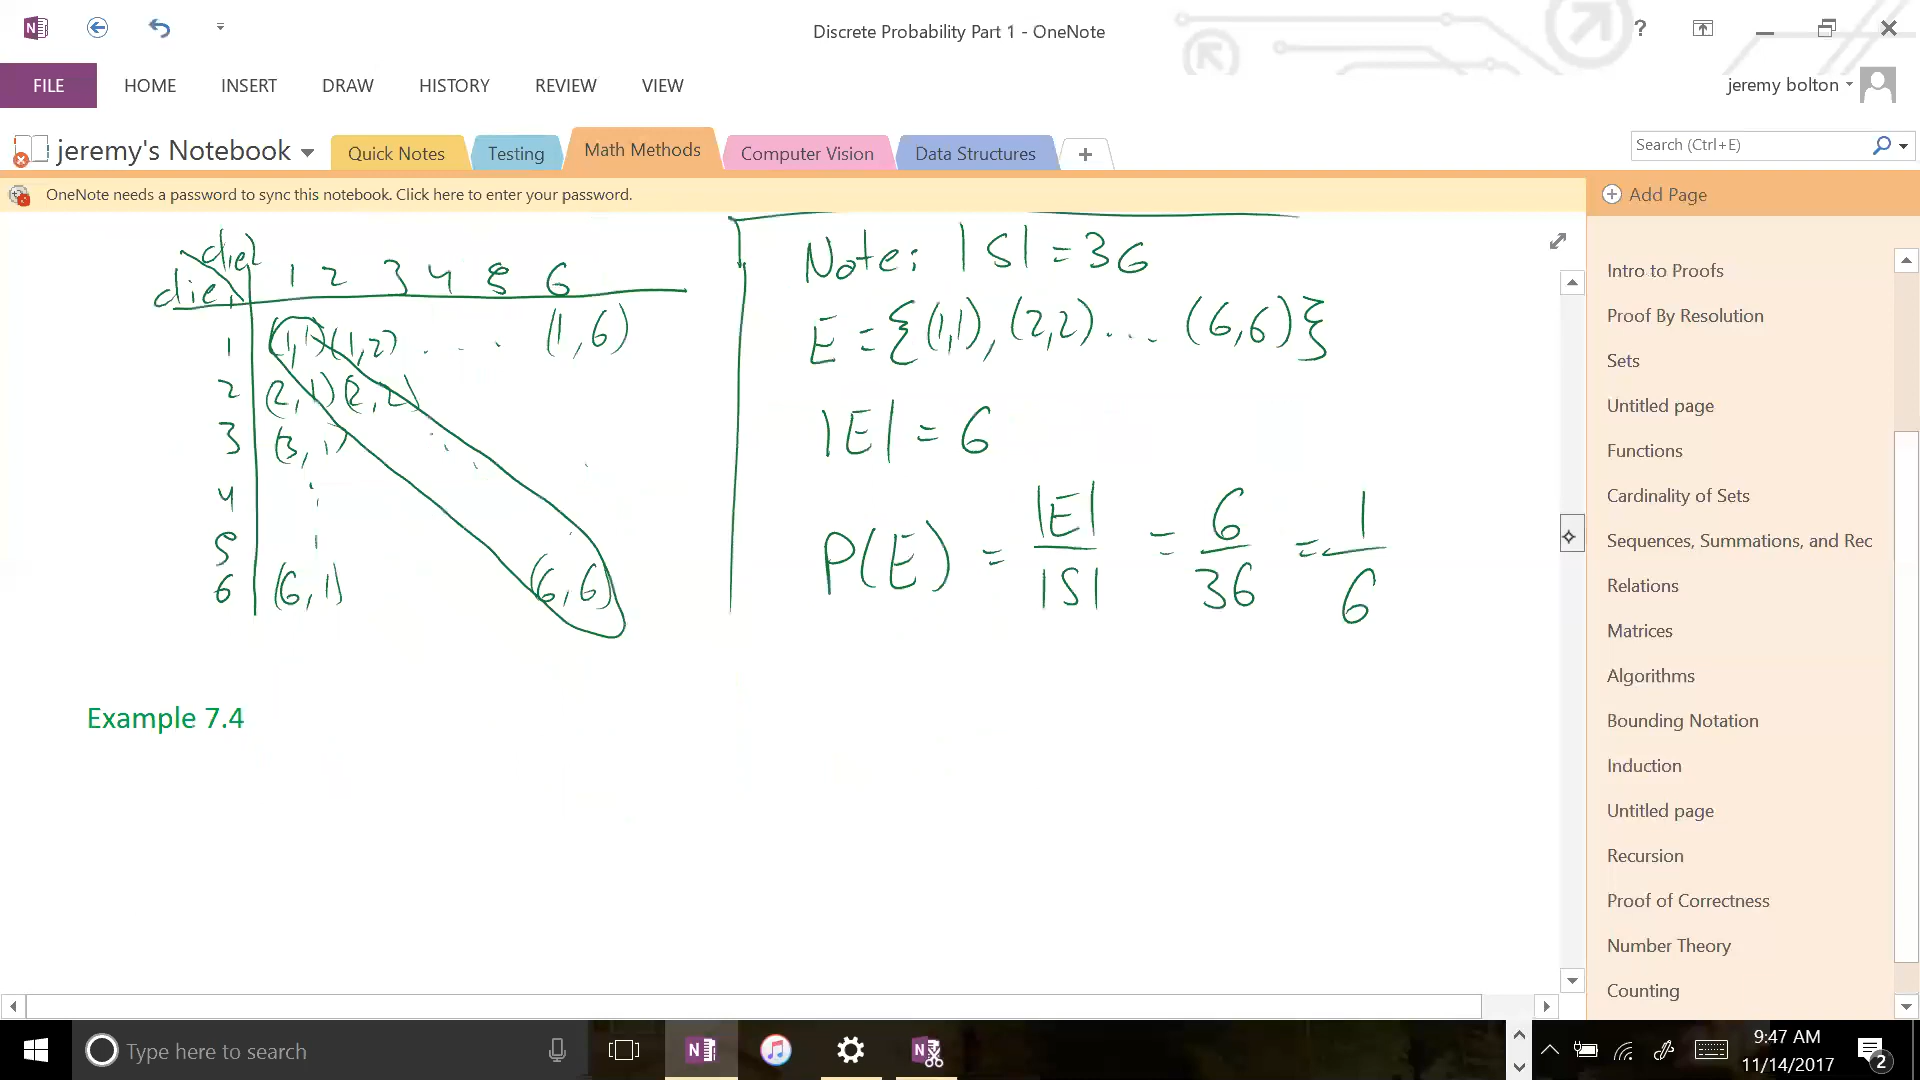 Discrete Probability Part 1 - OneNote
?
FILE HOME INSERT DRAW HISTORY REVIEW VIEW
jeremy bolton
jeremy's Notebook
Quick Notes
Testing
Math Methods
Computer Vision
Data Structures
Search (Ctrl+E)
OneNote needs a password to sync this notebook. Click here to enter your password.
Add Page
die2
die1
1 2 3 4 5 6
1 (1,1) (1,2) . . . (1,6)
2 (2,1) (2,2)
3 (3,1)
4
5
6 (6,1) (6,6)
Note: |S| = 36
E = {(1,1), (2,2) ... (6,6)}
|E| = 6
P(E) = |E| / |S| = 6/36 = 1/6
Example 7.4
Intro to Proofs
Proof By Resolution
Sets
Untitled page
Functions
Cardinality of Sets
Sequences, Summations, and Rec
Relations
Matrices
Algorithms
Bounding Notation
Induction
Untitled page
Recursion
Proof of Correctness
Number Theory
Counting
Type here to search
9:47 AM
11/14/2017
2